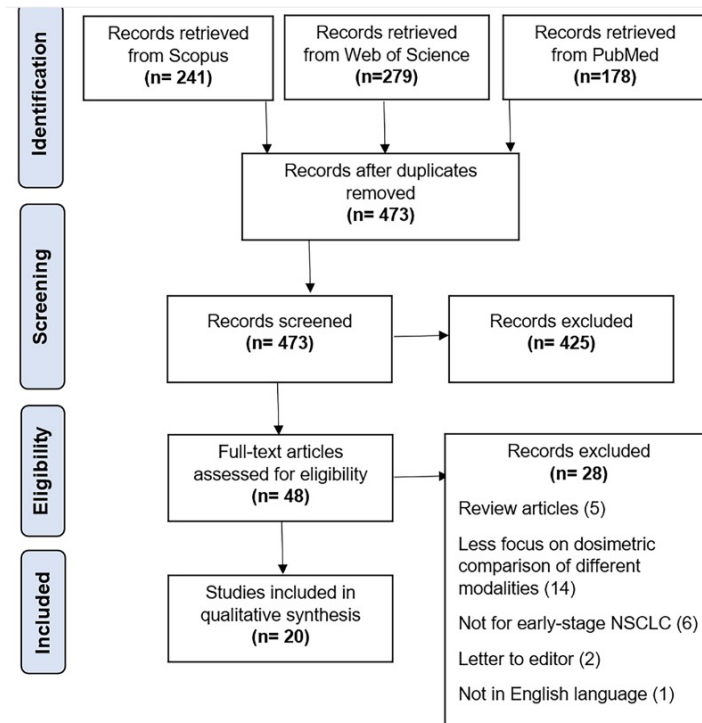 Identification
Records retrieved
from Scopus
(n= 241)
Records retrieved
from Web of Science
(n=279)
Records retrieved
from PubMed
(n=178)
Records after duplicates
removed
(n= 473)
Screening
Records screened
(n= 473)
Records excluded
(n= 425)
Eligibility
Full-text articles
assessed for eligibility
(n= 48)
Records excluded
(n= 28)
Review articles (5)
Less focus on dosimetric
comparison of different
modalities (14)
Not for early-stage NSCLC (6)
Letter to editor (2)
Not in English language (1)
Included
Studies included in
qualitative synthesis
(n= 20)